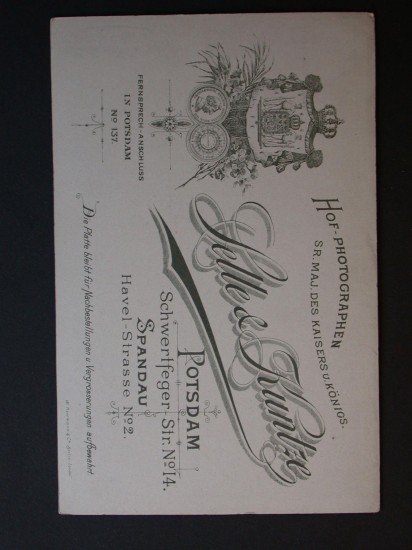 HOF-PHOTOGRAPHEN
SR. MAJ. DES KAISERS U. KÖNIGS.
Selle & Kuntze
POTSDAM
Schwertfeger-Str. No 14.
SPANDAU
Havel-Strasse No 2.
FERNSPRECH-ANSCHLUSS
IN POTSDAM
No 137.
Die Platte bleibt für Nachbestellungen u. Vergrösserungen aufbewahrt.